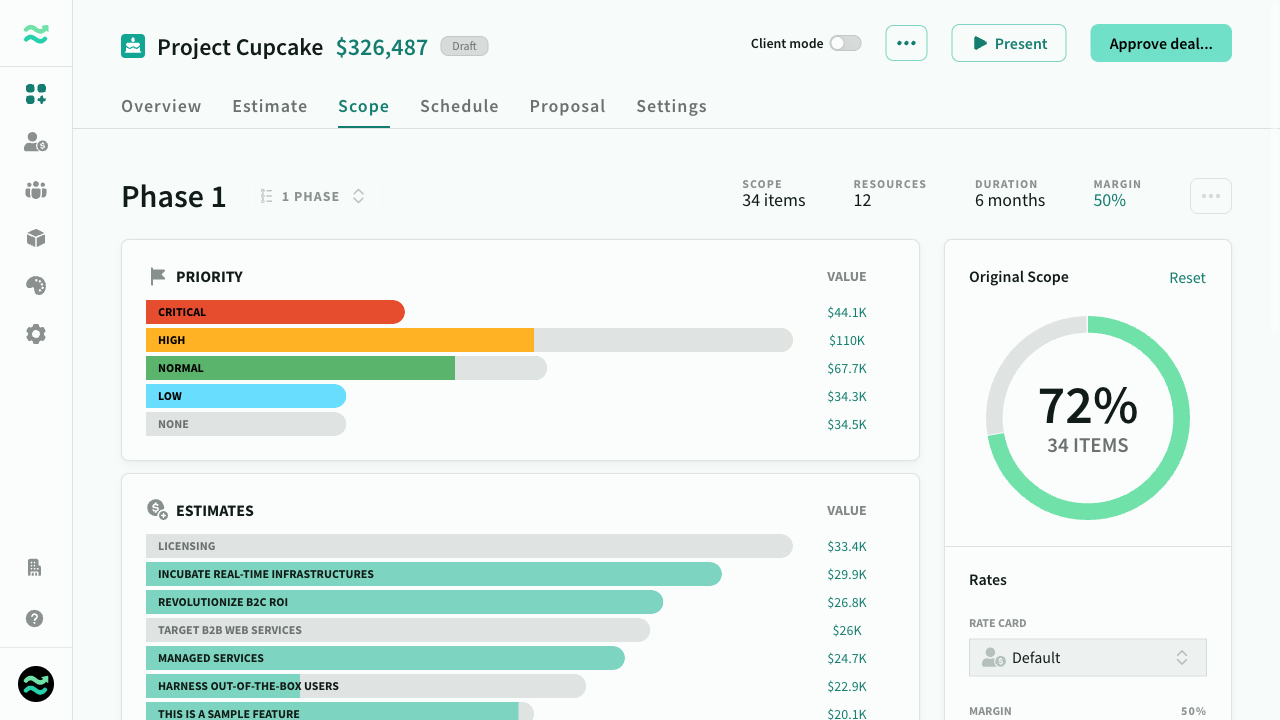 Project Cupcake $326,487 Draft
Client mode
Present
Approve deal...
Overview Estimate Scope Schedule Proposal Settings
Phase 1
1 PHASE
SCOPE
34 items
RESOURCES
12
DURATION
6 months
MARGIN
50%
PRIORITY VALUE
CRITICAL $44.1K
HIGH $110K
NORMAL $67.7K
LOW $34.3K
NONE $34.5K
ESTIMATES VALUE
LICENSING $33.4K
INCUBATE REAL-TIME INFRASTRUCTURES $29.9K
REVOLUTIONIZE B2C ROI $26.8K
TARGET B2B WEB SERVICES $26K
MANAGED SERVICES $24.7K
HARNESS OUT-OF-THE-BOX USERS $22.9K
THIS IS A SAMPLE FEATURE $20.1K
Original Scope Reset
72%
34 ITEMS
Rates
RATE CARD
Default
MARGIN 50%